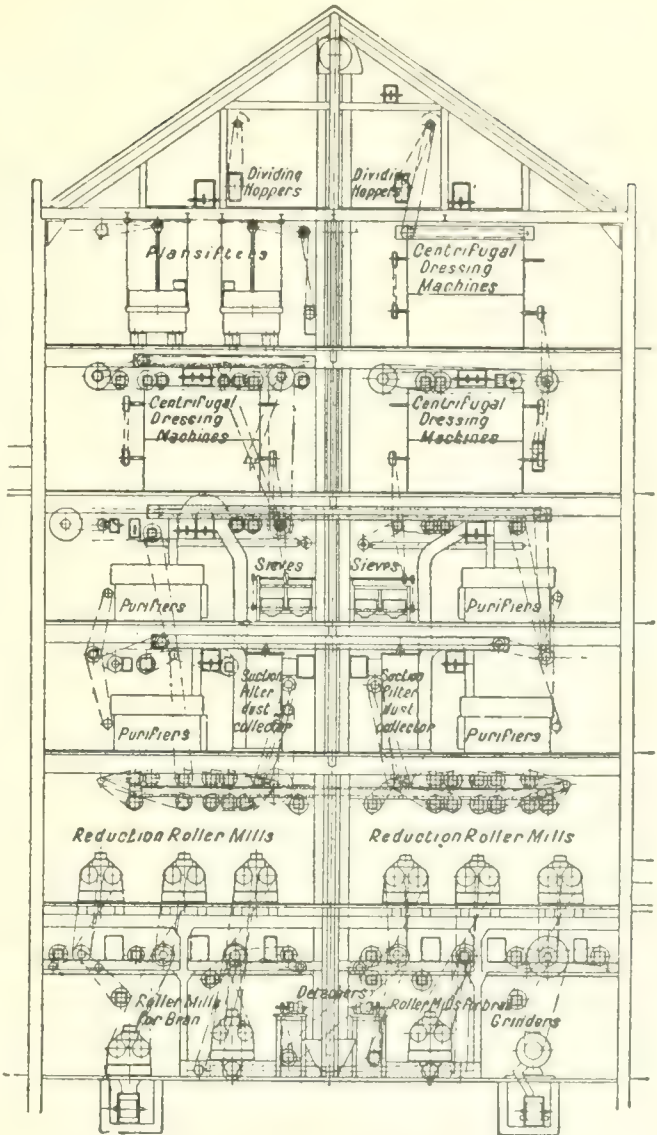 Dividing
Hoppers
Dividing
Hoppers
Plansifters
Centrifugal
Dressing
Machines
Centrifugal
Dressing
Machines
Centrifugal
Dressing
Machines
Sieves
Sieves
Purifiers
Purifiers
Suction
Filter
dust
collector
Suction
Filter
dust
collector
Purifiers
Purifiers
Reduction Roller Mills
Reduction Roller Mills
Roller Mills
for Bran
Detachers
Roller Mills for bran
Grinders